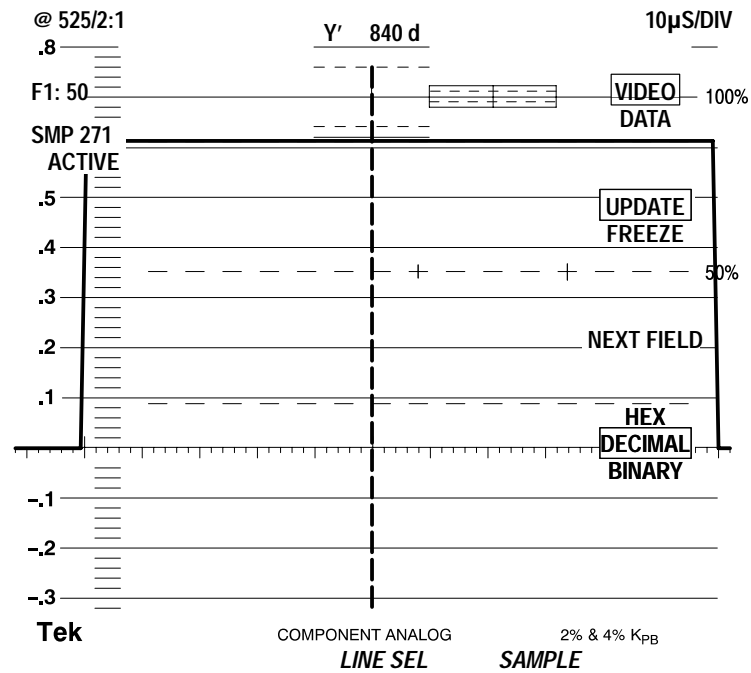 @ 525/2:1 Y′ 840 d 10µS/DIV
.8
F1: 50 VIDEO 100%
DATA
SMP 271
ACTIVE
.5 UPDATE
FREEZE
.4
50%
.3
NEXT FIELD
.2
.1
HEX
DECIMAL
BINARY
–.1
–.2
–.3
Tek COMPONENT ANALOG 2% & 4% KPB
LINE SEL SAMPLE